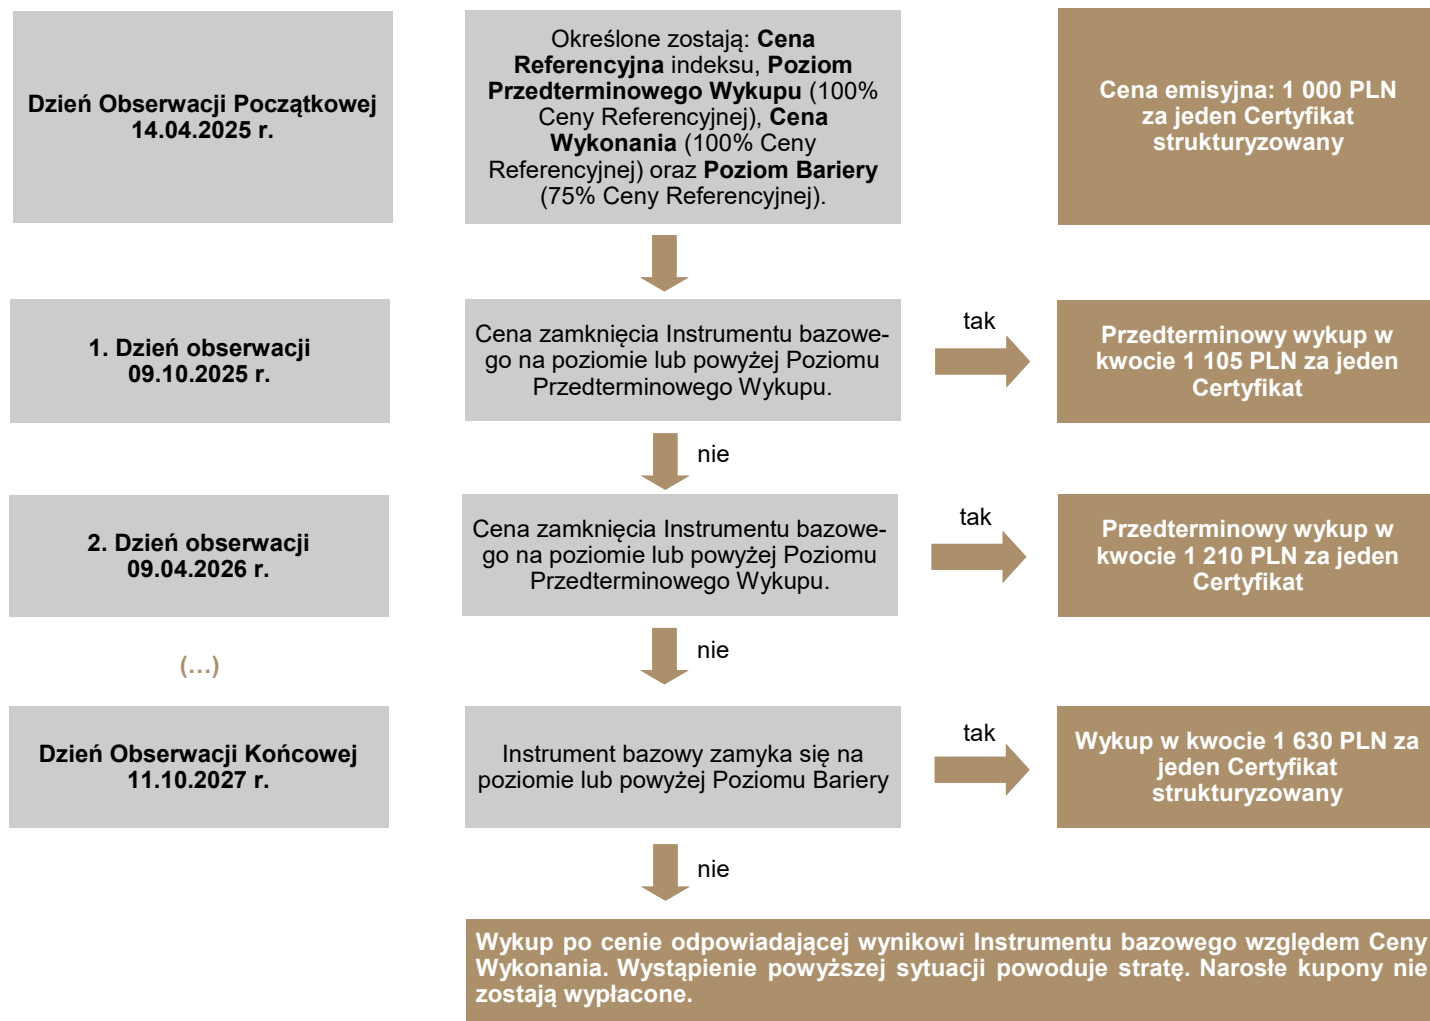 Dzień Obserwacji Początkowej
14.04.2025 r.
Określone zostają: Cena
Referencyjna indeksu, Poziom
Przedterminowego Wykupu (100%
Ceny Referencyjnej), Cena
Wykonania (100% Ceny
Referencyjnej) oraz Poziom Bariery
(75% Ceny Referencyjnej).
Cena emisyjna: 1 000 PLN
za jeden Certyfikat
strukturyzowany
1. Dzień obserwacji
09.10.2025 r.
Cena zamknięcia Instrumentu bazowe-
go na poziomie lub powyżej Poziomu
Przedterminowego Wykupu.
tak
Przedterminowy wykup w
kwocie 1 105 PLN za jeden
Certyfikat
nie
2. Dzień obserwacji
09.04.2026 r.
Cena zamknięcia Instrumentu bazowe-
go na poziomie lub powyżej Poziomu
Przedterminowego Wykupu.
tak
Przedterminowy wykup w
kwocie 1 210 PLN za jeden
Certyfikat
nie
(…)
Dzień Obserwacji Końcowej
11.10.2027 r.
Instrument bazowy zamyka się na
poziomie lub powyżej Poziomu Bariery
tak
Wykup w kwocie 1 630 PLN za
jeden Certyfikat
strukturyzowany
nie
Wykup po cenie odpowiadającej wynikowi Instrumentu bazowego względem Ceny
Wykonania. Wystąpienie powyższej sytuacji powoduje stratę. Narosłe kupony nie
zostają wypłacone.